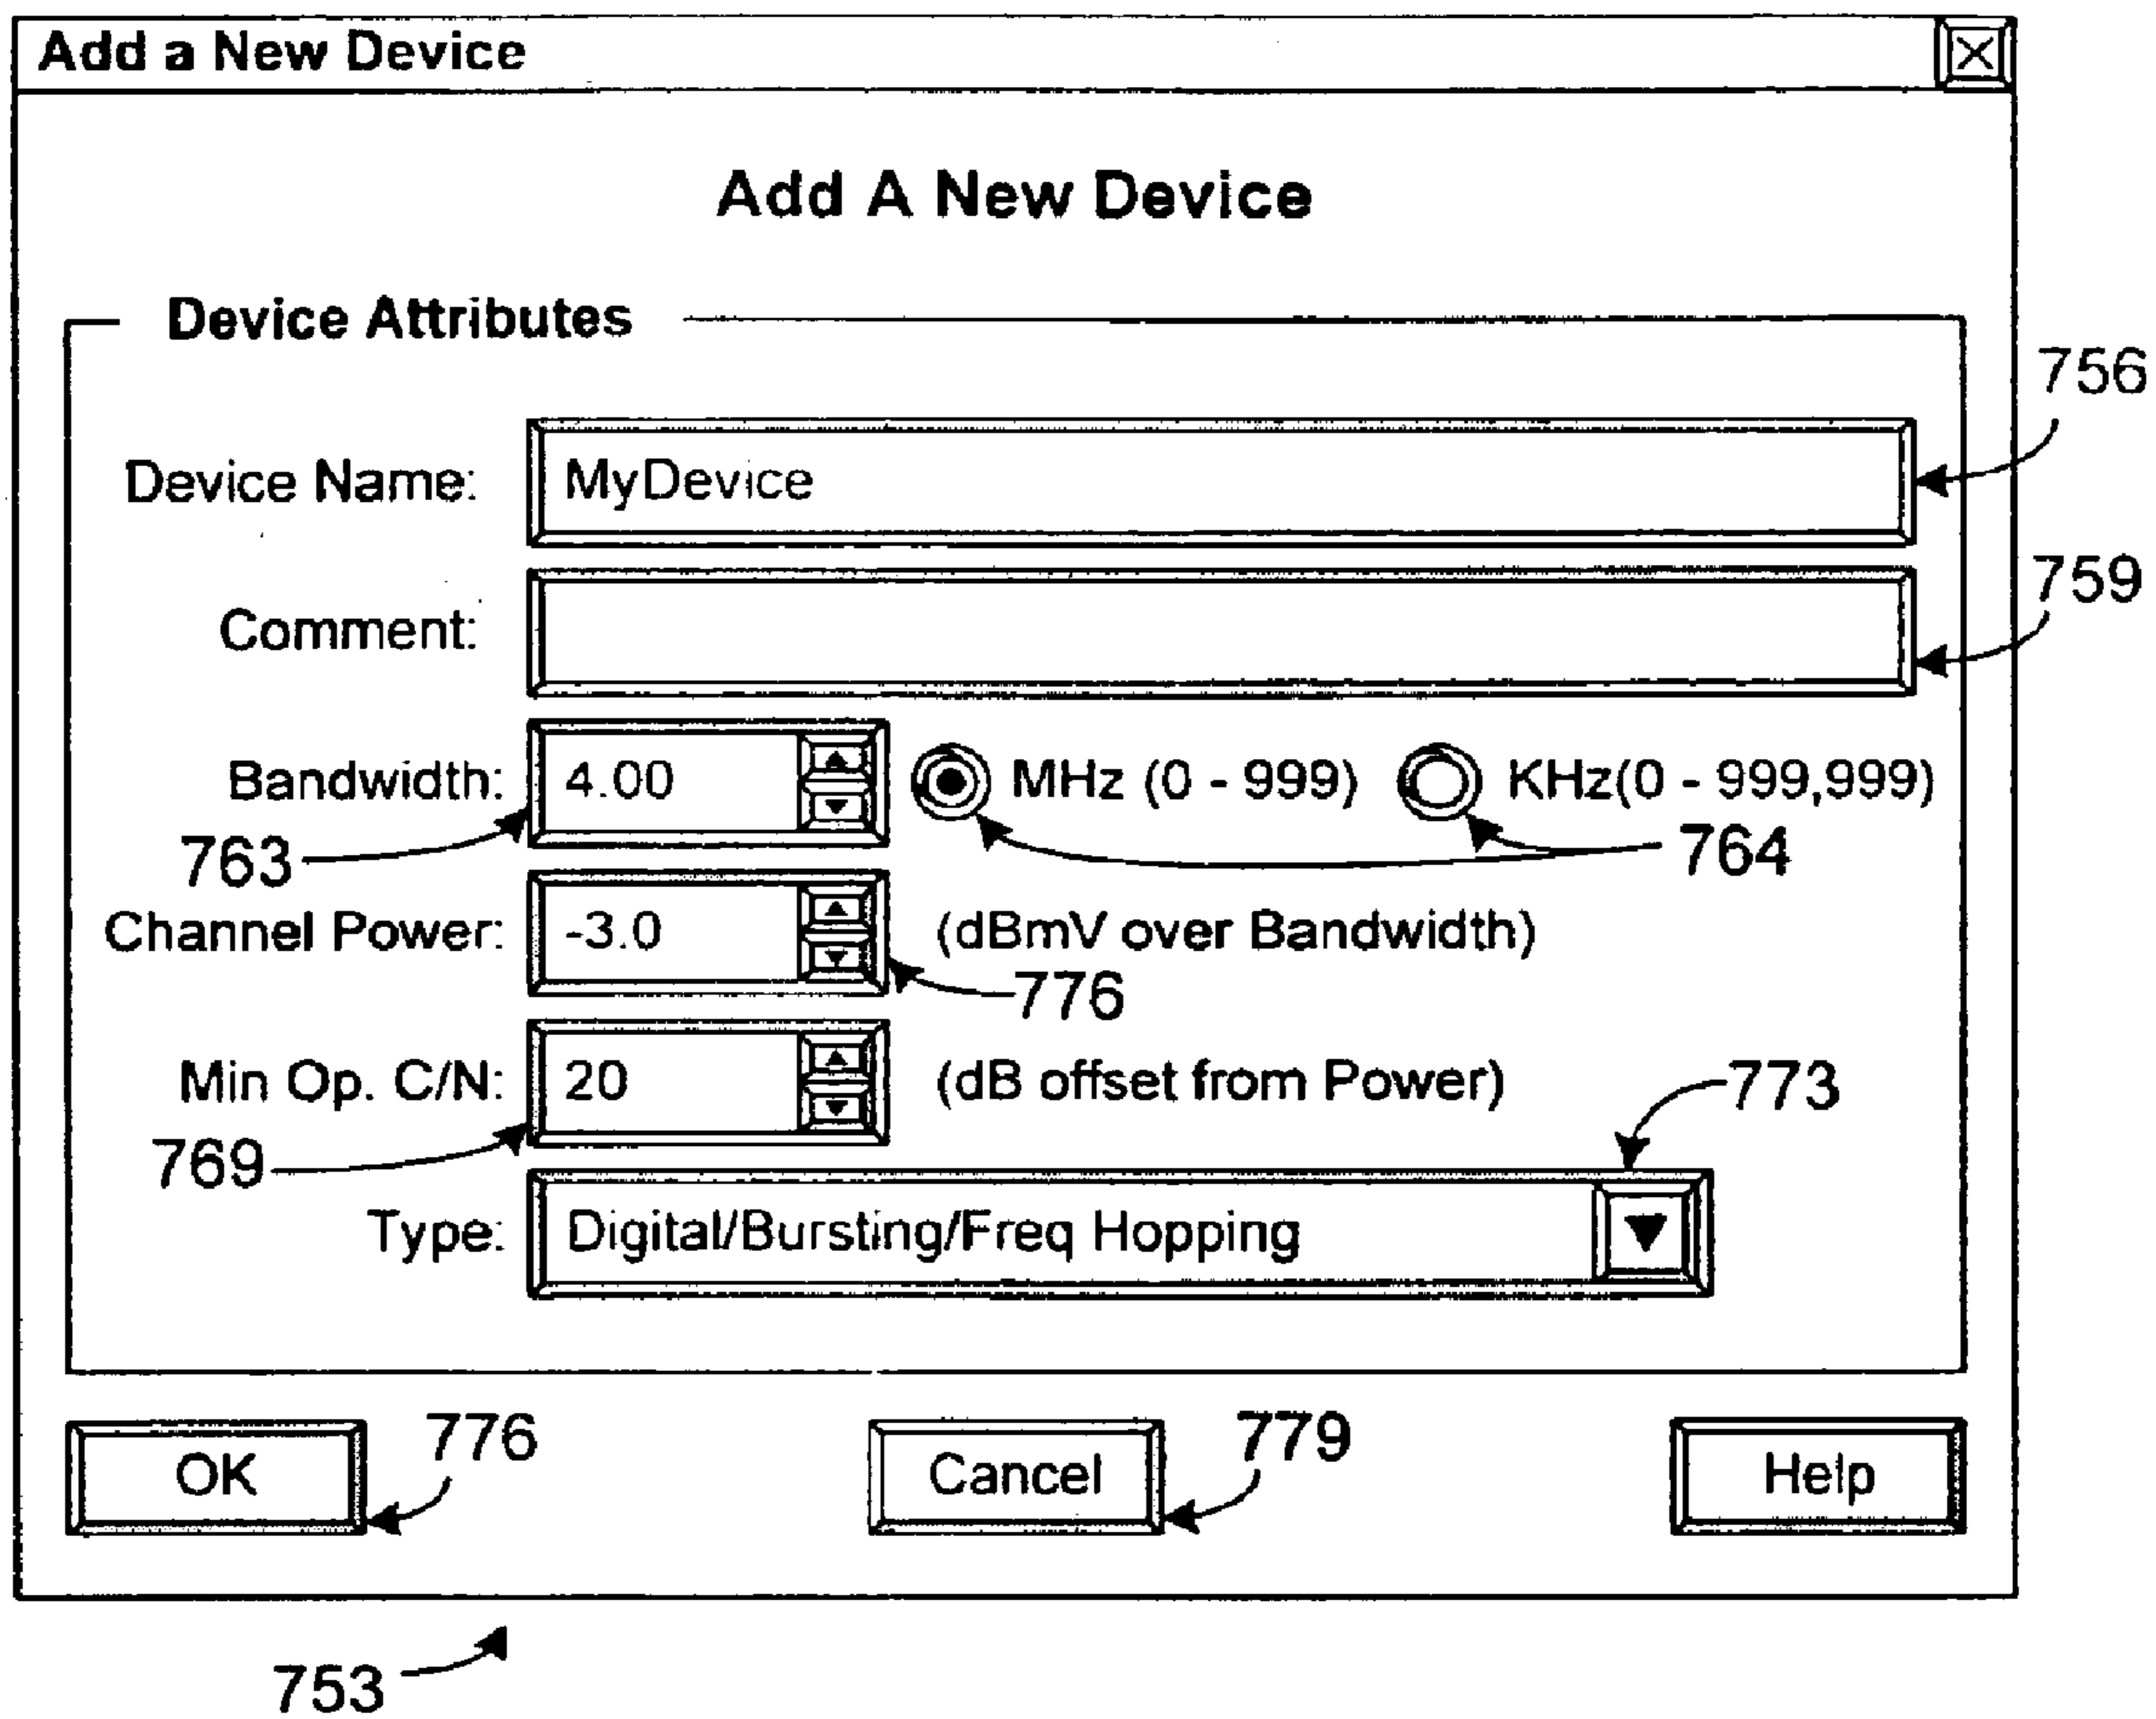 Add a New Device
Add A New Device
Device Attributes
756
Device Name: MyDevice
759
Comment:
Bandwidth: 4.00 MHz (0 - 999) KHz(0 - 999,999)
763 764
Channel Power: -3.0 (dBmV over Bandwidth)
776
Min Op. C/N: 20 (dB offset from Power) 773
769
Type: Digital/Bursting/Freq Hopping
776 779
OK Cancel Help
753